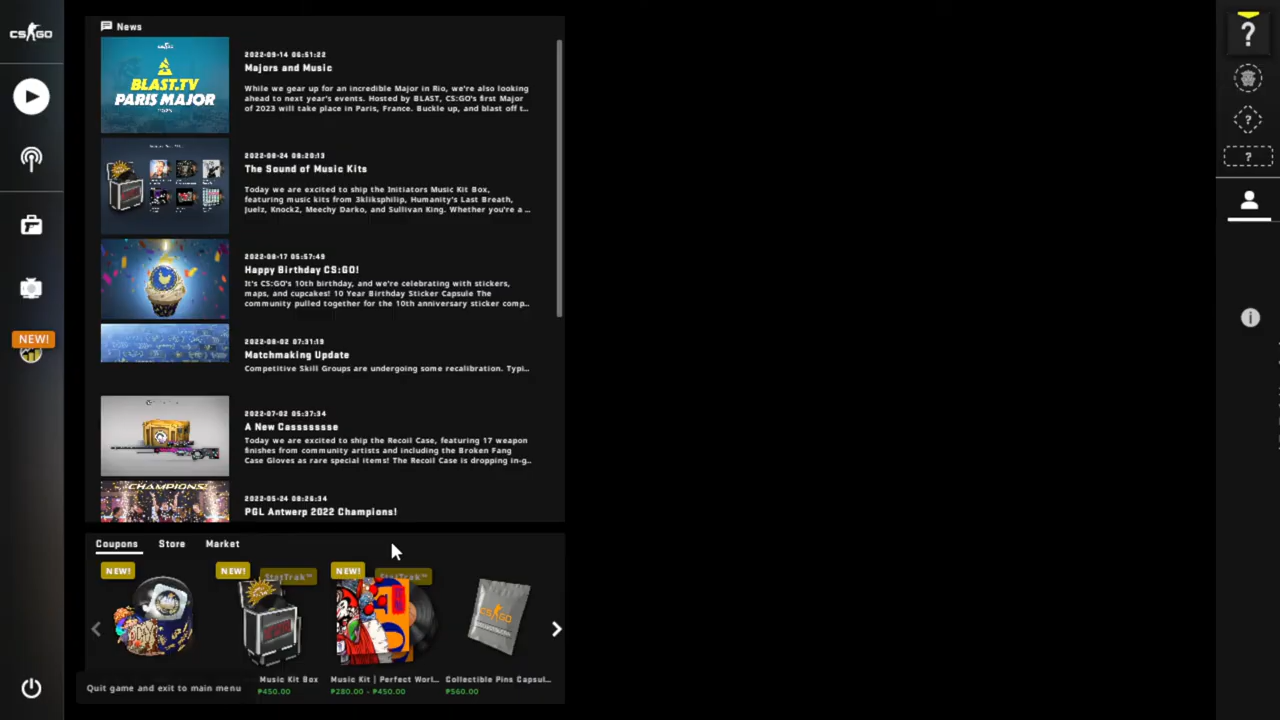 CS:GO
NEW!
News
BLAST.TV
PARIS MAJOR
2022-09-14 06:51:22
Majors and Music
While we gear up for an incredible Major in Rio, we're also looking
ahead to next year's events. Hosted by BLAST, CS:GO's first Major
of 2023 will take place in Paris, France. Buckle up, and blast off t...
2022-08-24 08:20:13
The Sound of Music Kits
Today we are excited to ship the Initiators Music Kit Box,
featuring music kits from 3kliksphilip, Humanity's Last Breath,
Juelz, Knock2, Meechy Darko, and Sullivan King. Whether you're a ...
2022-08-17 05:57:49
Happy Birthday CS:GO!
It's CS:GO's 10th birthday, and we're celebrating with stickers,
maps, and cupcakes! 10 Year Birthday Sticker Capsule The
community pulled together for the 10th anniversary sticker comp...
2022-08-02 07:31:19
Matchmaking Update
Competitive Skill Groups are undergoing some recalibration. Typi...
2022-07-02 05:37:34
A New Casssssse
Today we are excited to ship the Recoil Case, featuring 17 weapon
finishes from community artists and including the Broken Fang
Case Gloves as rare special items! The Recoil Case is dropping in-g...
CHAMPIONS!
2022-05-24 08:26:34
PGL Antwerp 2022 Champions!
Coupons Store Market
NEW! NEW! StatTrak™ NEW! StatTrak™
CS:GO
Music Kit Box Music Kit | Perfect Worl... Collectible Pins Capsul...
₱450.00 ₱280.00 - ₱450.00 ₱560.00
Quit game and exit to main menu
?
?
?
i